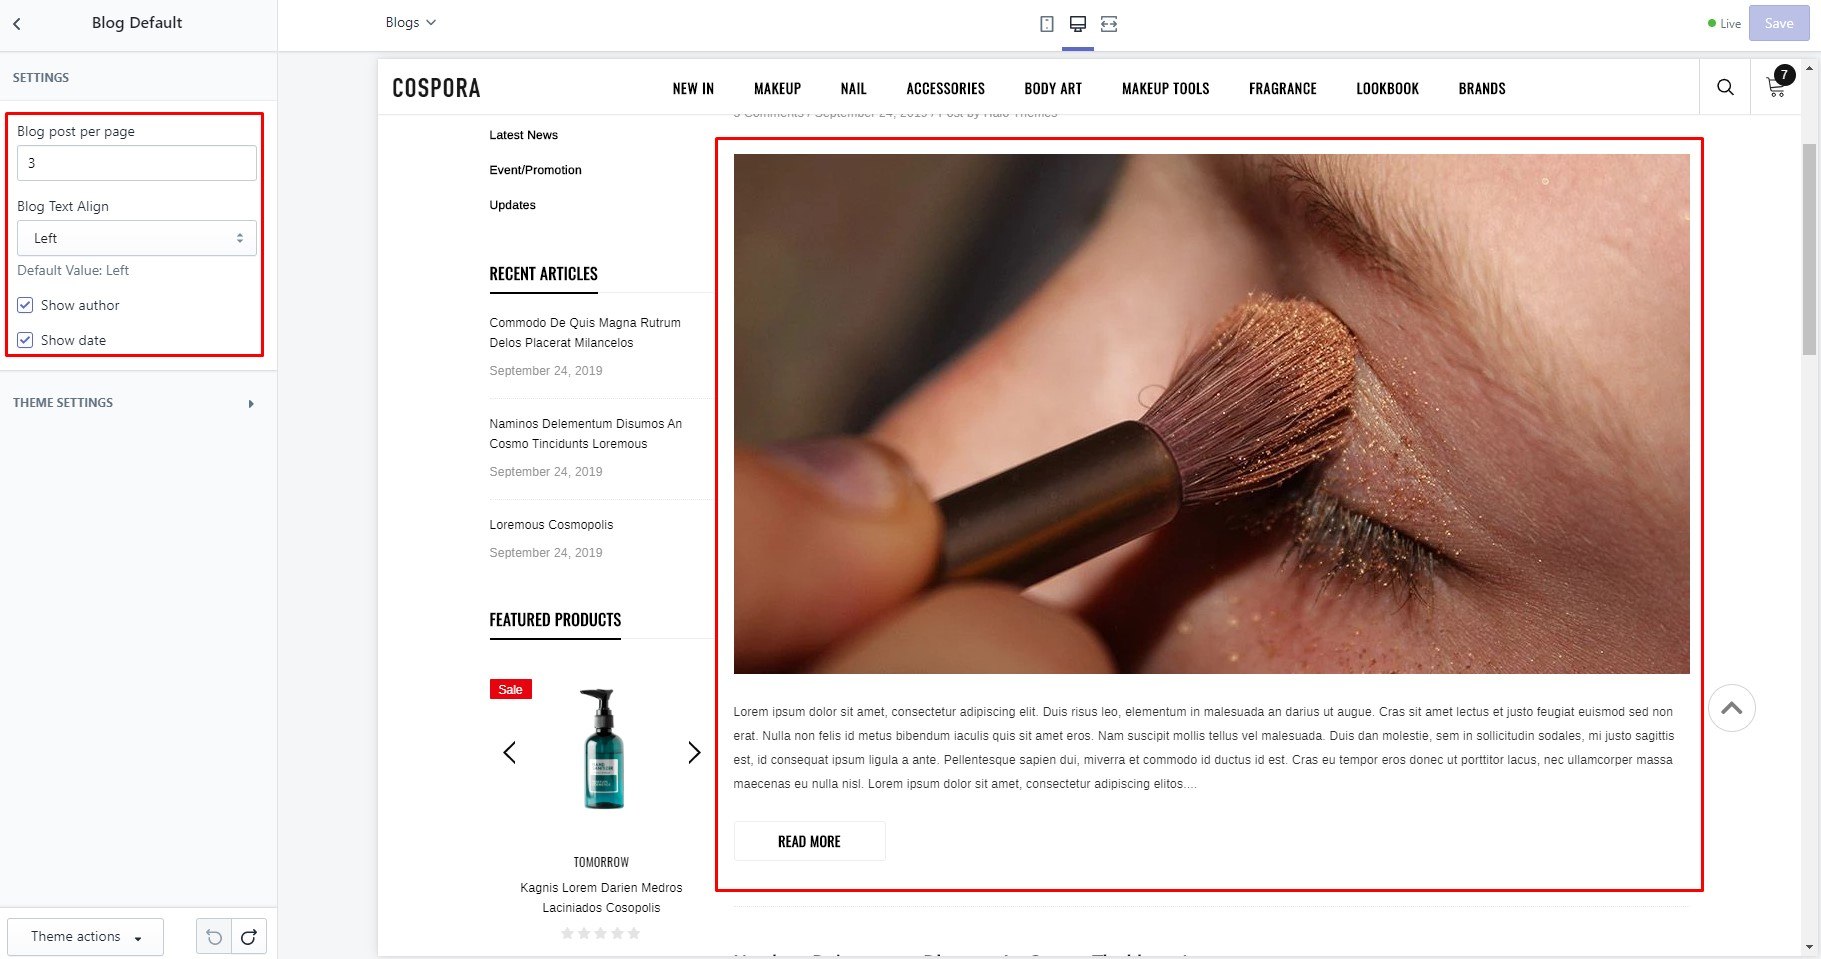 Blog Default
Blogs
Live
Save
SETTINGS
Blog post per page
3
Blog Text Align
Left
Default Value: Left
Show author
Show date
THEME SETTINGS
Theme actions
COSPORA
NEW IN MAKEUP NAIL ACCESSORIES BODY ART MAKEUP TOOLS FRAGRANCE LOOKBOOK BRANDS
7
Latest News
Event/Promotion
Updates
RECENT ARTICLES
Commodo De Quis Magna Rutrum
Delos Placerat Milancelos
September 24, 2019
Naminos Delementum Disumos An
Cosmo Tincidunts Loremous
September 24, 2019
Loremous Cosmopolis
September 24, 2019
FEATURED PRODUCTS
Sale
TOMORROW
Kagnis Lorem Darien Medros
Laciniados Cosopolis
3 Comments / September 24, 2019 / Post by Halo Themes
Lorem ipsum dolor sit amet, consectetur adipiscing elit. Duis risus leo, elementum in malesuada an darius ut augue. Cras sit amet lectus et justo feugiat euismod sed non
erat. Nulla non felis id metus bibendum iaculis quis sit amet eros. Nam suscipit mollis tellus vel malesuada. Duis dan molestie, sem in sollicitudin sodales, mi justo sagittis
est, id consequat ipsum ligula a ante. Pellentesque sapien dui, miverra et commodo id ductus id est. Cras eu tempor eros donec ut porttitor lacus, nec ullamcorper massa
maecenas eu nulla nisl. Lorem ipsum dolor sit amet, consectetur adipiscing elitos....
READ MORE